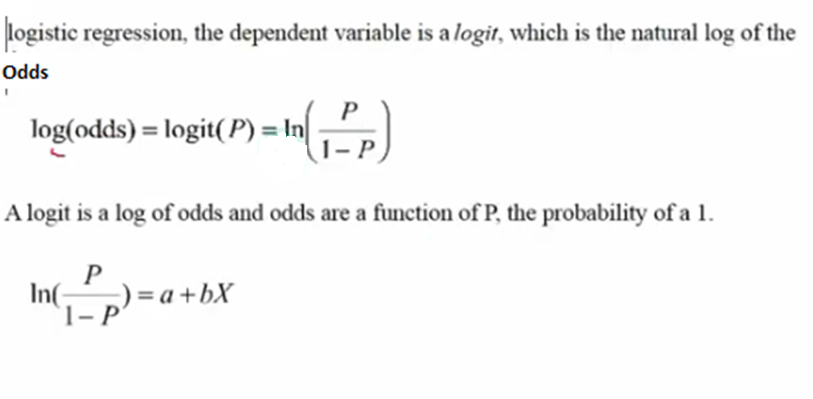 logistic regression, the dependent variable is a logit, which is the natural log of the
Odds
log(odds) = logit(P) = ln(P / 1 − P)
A logit is a log of odds and odds are a function of P, the probability of a 1.
ln(P / 1 − P) = a + bX